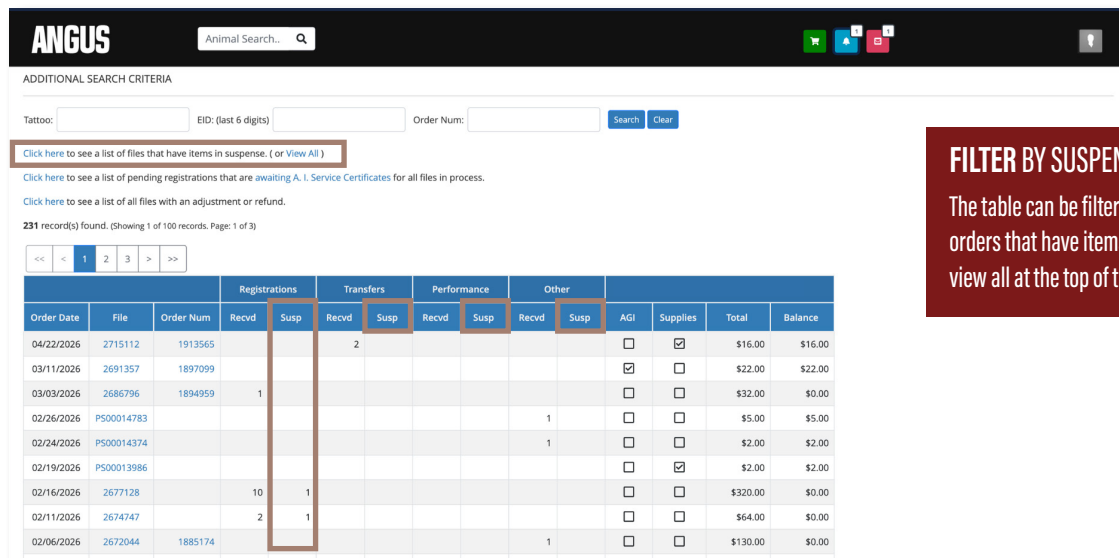 ANGUS Animal Search.. 1 1
ADDITIONAL SEARCH CRITERIA
Tattoo: EID: (last 6 digits) Order Num: Search Clear
Click here to see a list of files that have items in suspense. ( or View All )
Click here to see a list of pending registrations that are awaiting A. I. Service Certificates for all files in process.
Click here to see a list of all files with an adjustment or refund.
231 record(s) found. (Showing 1 of 100 records. Page: 1 of 3)
<< < 1 2 3 > >>
Registrations Transfers Performance Other
Order Date File Order Num Recvd Susp Recvd Susp Recvd Susp Recvd Susp AGI Supplies Total Balance
04/22/2026 2715112 1913565 2 $16.00 $16.00
03/11/2026 2691357 1897099 $22.00 $22.00
03/03/2026 2686796 1894959 1 $32.00 $0.00
02/26/2026 PS00014783 1 $5.00 $5.00
02/24/2026 PS00014374 1 $2.00 $2.00
02/19/2026 PS00013986 $2.00 $2.00
02/16/2026 2677128 10 1 $320.00 $0.00
02/11/2026 2674747 2 1 $64.00 $0.00
02/06/2026 2672044 1885174 1 $130.00 $0.00
FILTER BY SUSPEN
The table can be filter
orders that have item
view all at the top of t